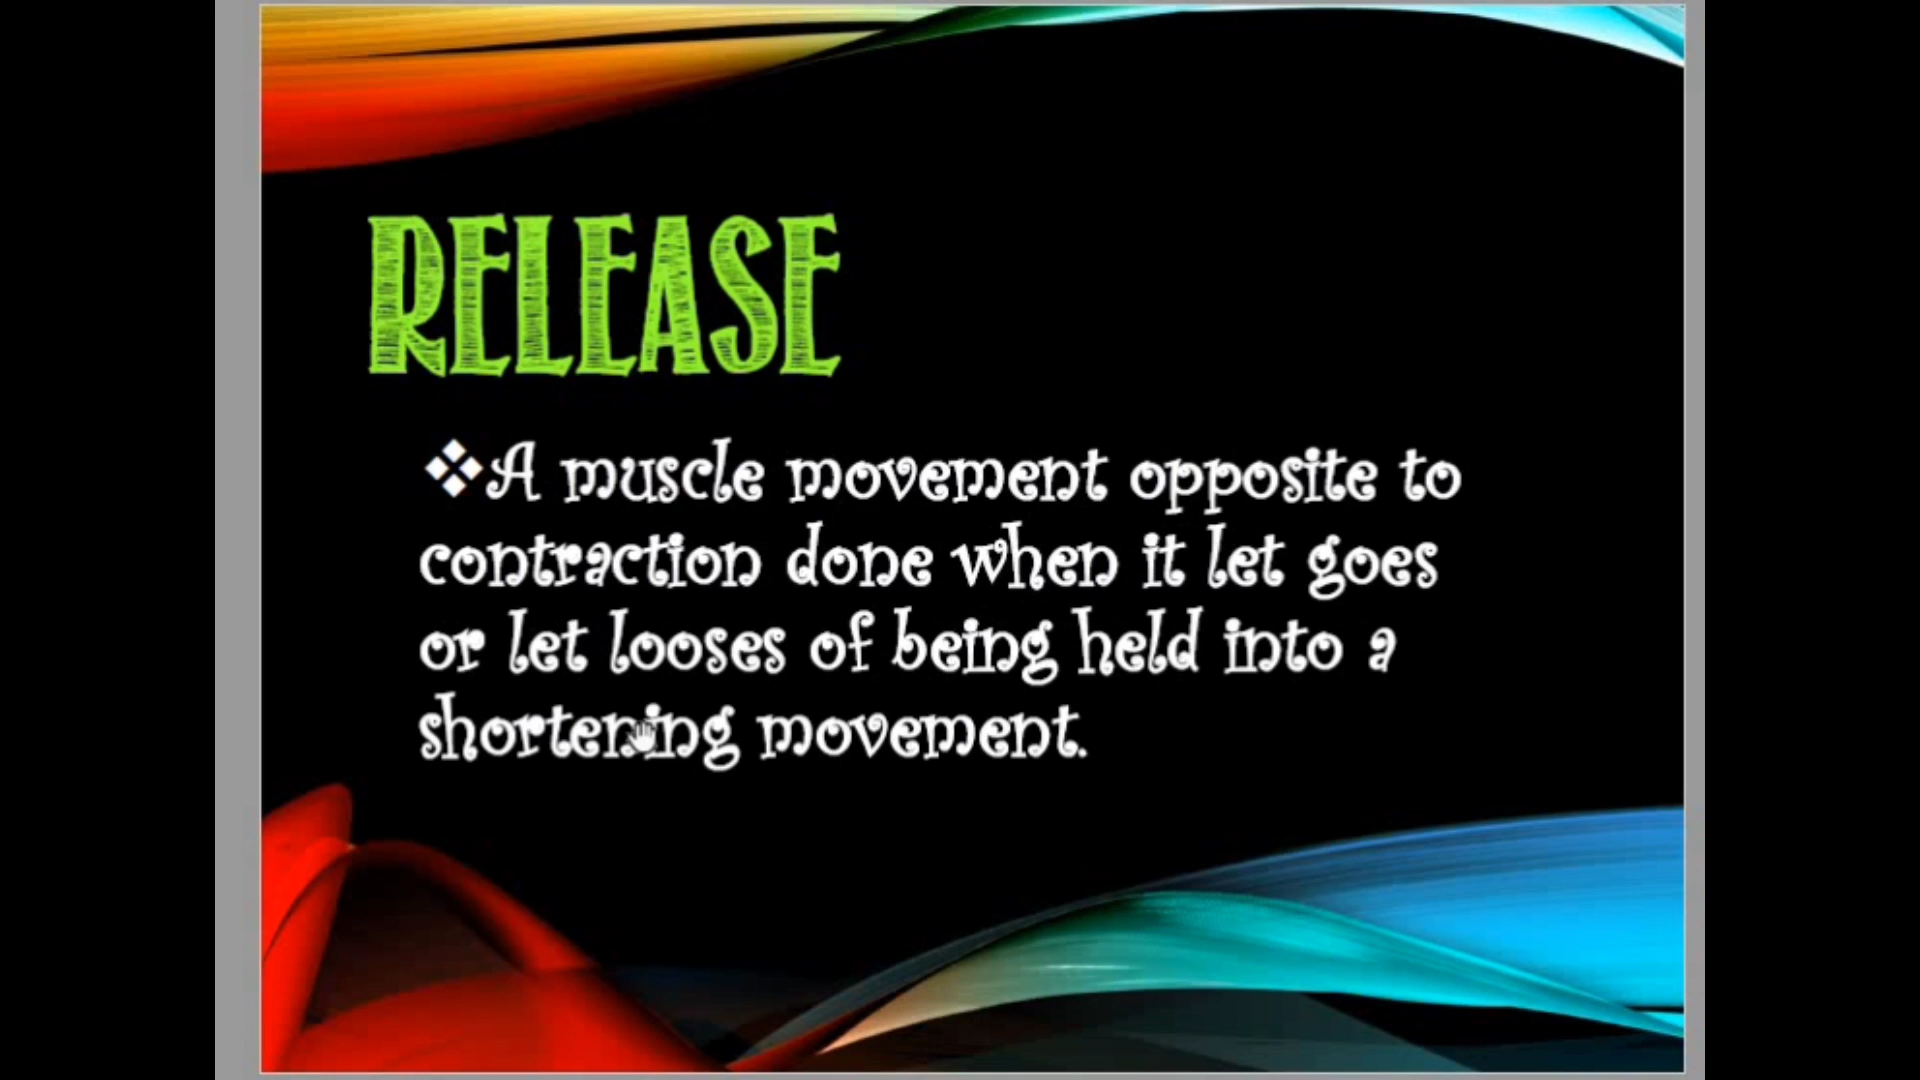 RELEASE
❖A muscle movement opposite to
contraction done when it let goes
or let looses of being held into a
shortening movement.